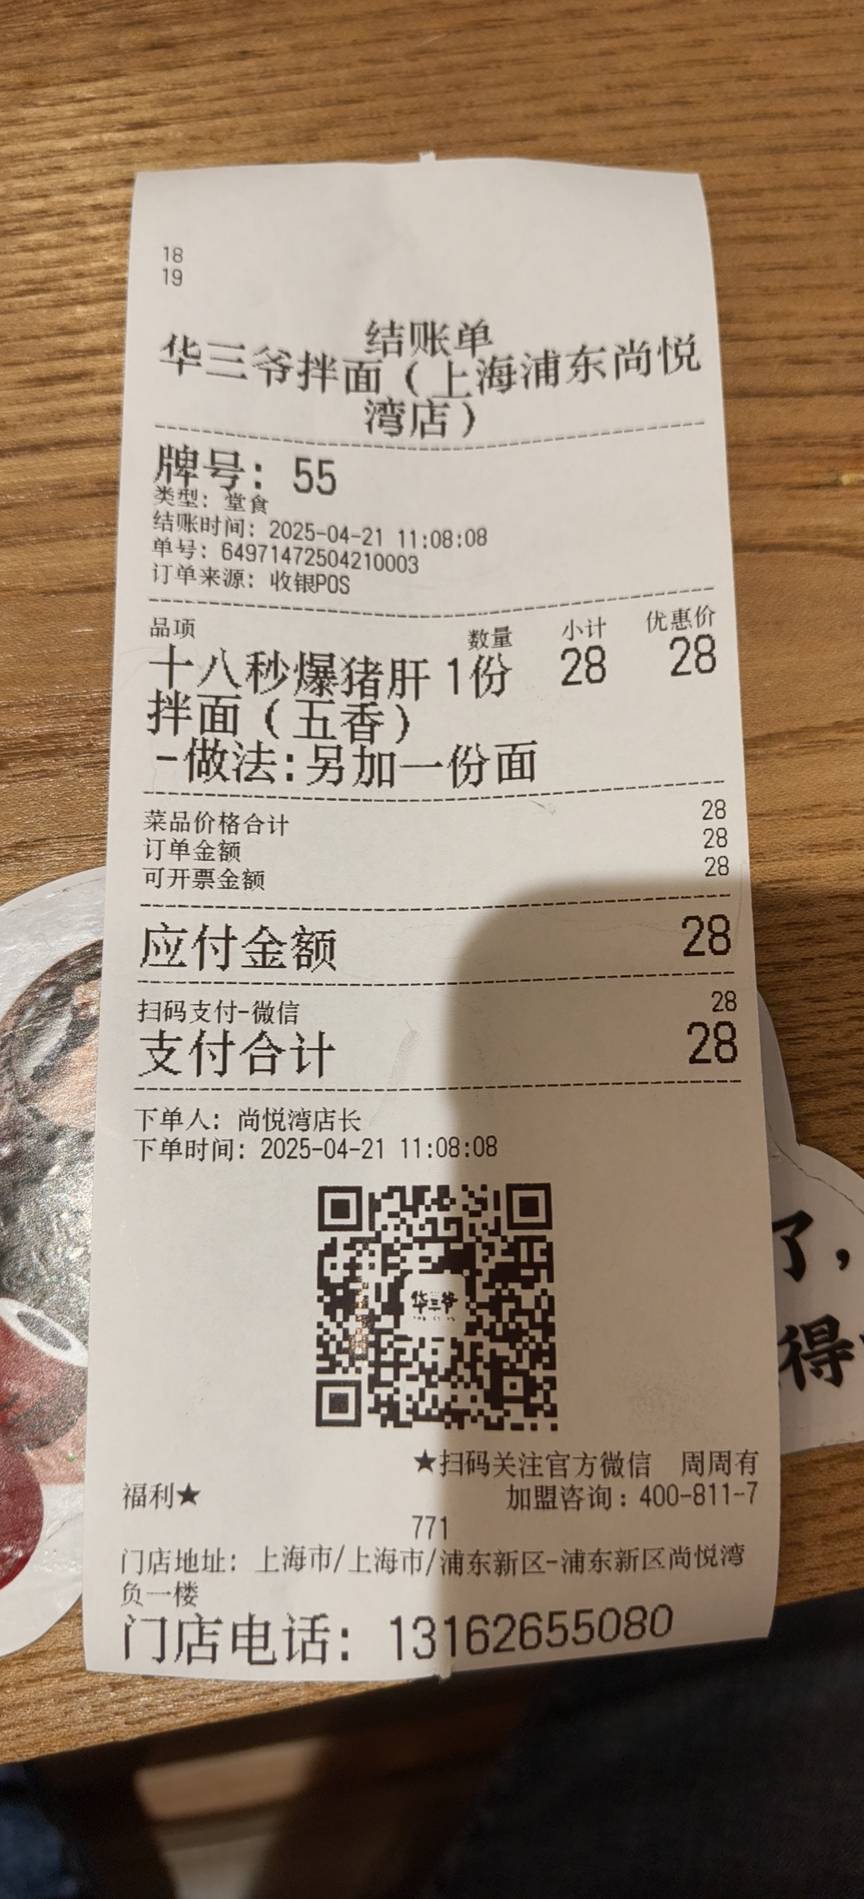 18
19
结账单
华三爷拌面（上海浦东尚悦
湾店）
牌号：55
类型：堂食
结账时间：2025-04-21 11:08:08
单号：64971472504210003
订单来源：收银POS
品项 数量 小计 优惠价
十八秒爆猪肝 1份 28 28
拌面（五香）
-做法:另加一份面
菜品价格合计 28
订单金额 28
可开票金额 28
应付金额 28
扫码支付-微信 28
支付合计 28
下单人：尚悦湾店长
下单时间：2025-04-21 11:08:08
华三爷
★扫码关注官方微信 周周有
福利★ 加盟咨询：400-811-7
771
门店地址：上海市/上海市/浦东新区-浦东新区尚悦湾
负一楼
门店电话：13162655080
了，
得